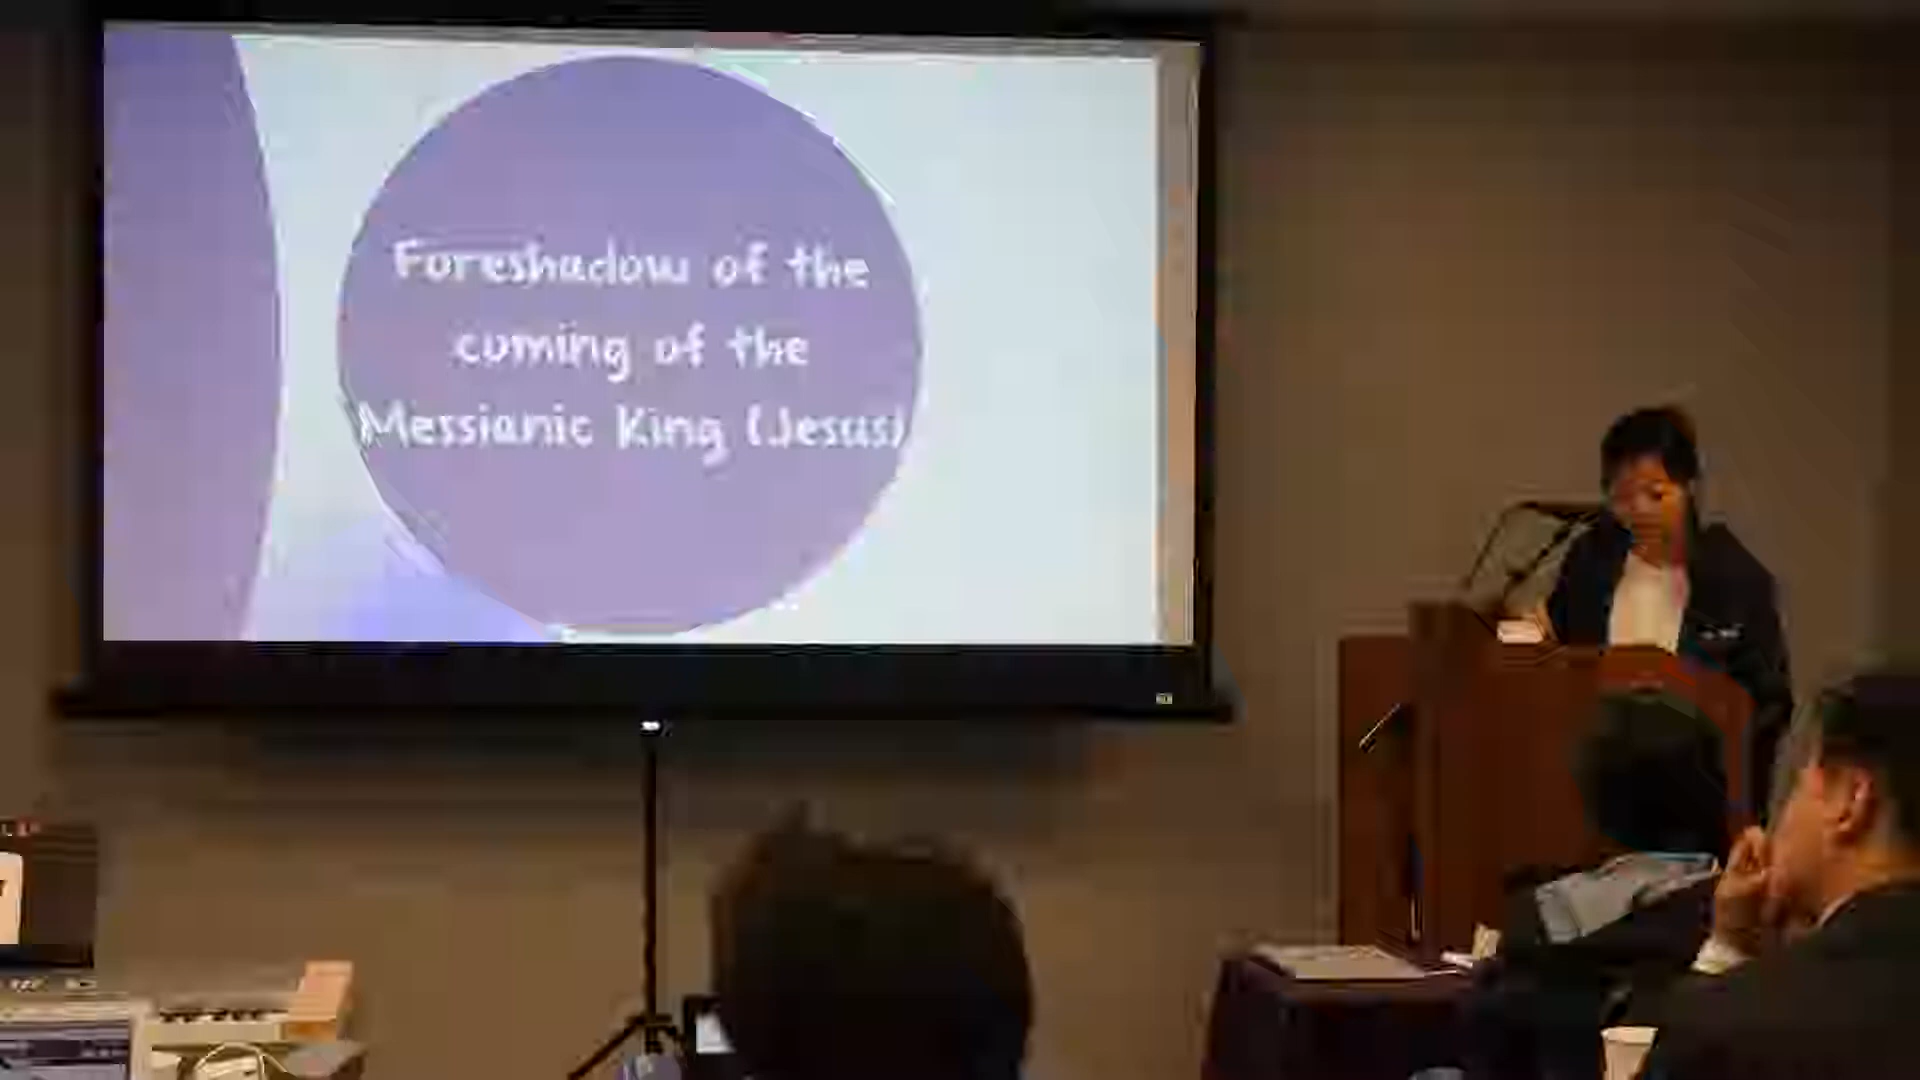 Foreshadow of the
coming of the
Messianic King (Jesus)